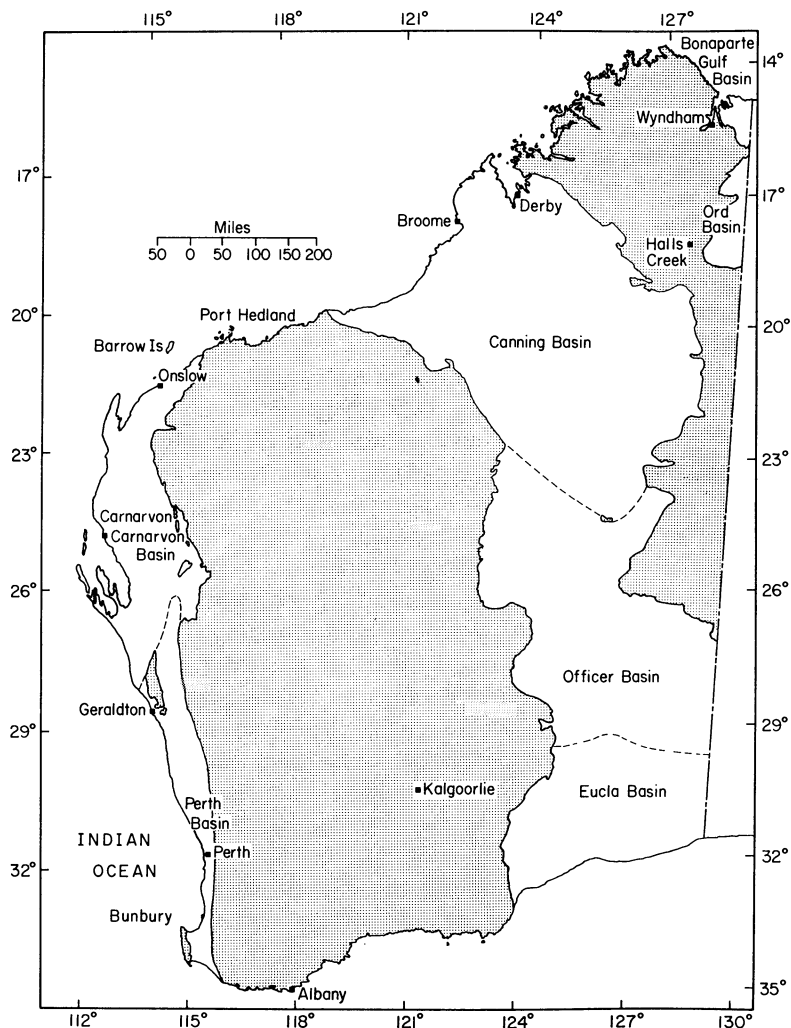 115° 118° 121° 124° 127°
Bonaparte
Gulf
Basin
14°
Wyndham
17°
17°
Derby
Broome
Ord
Basin
Miles
50 0 50 100 150 200
Halls
Creek
20°
Port Hedland
20°
Canning Basin
Barrow Is
Onslow
23°
23°
Carnarvon
Carnarvon
Basin
26°
26°
Officer Basin
Geraldton
29°
29°
Kalgoorlie
Eucla Basin
Perth
Basin
INDIAN
OCEAN
Perth
32°
32°
Bunbury
Albany
35°
112° 115° 118° 121° 124° 127° 130°